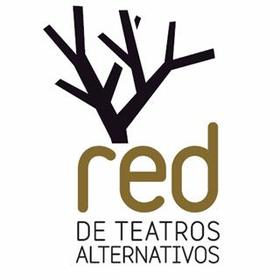 red
DE TEATROS
ALTERNATIVOS